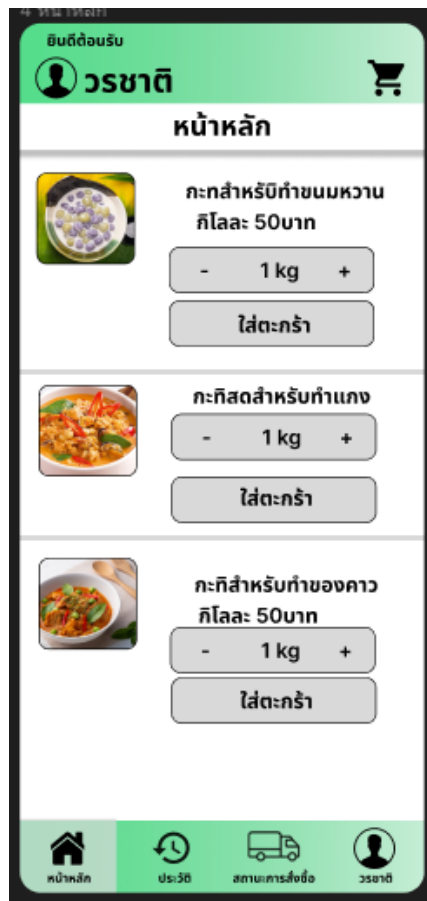 4 หน้าหลัก
ยินดีต้อนรับ
วรชาติ
หน้าหลัก
กะทสำหรับิทำขนมหวาน
กิโลละ 50บาท
- 1 kg +
ใส่ตะกร้า
กะทิสดสำหรับทำแกง
- 1 kg +
ใส่ตะกร้า
กะทิสำหรับทำของคาว
กิโลละ 50บาท
- 1 kg +
ใส่ตะกร้า
หน้าหลัก
ประวัติ
สถานะการสั่งซื้อ
วรชาติ